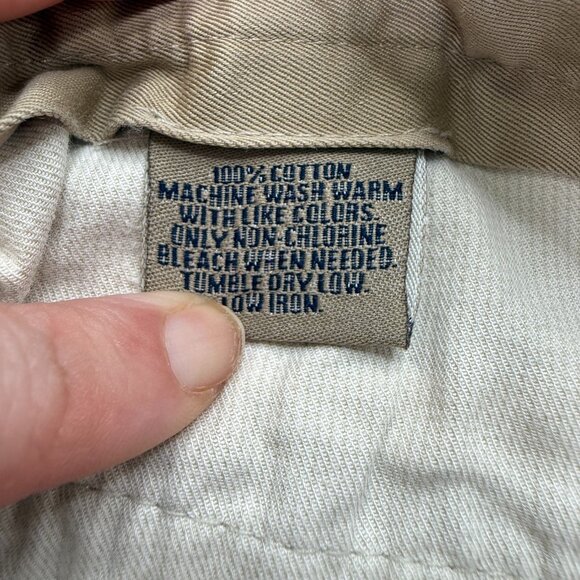 100% COTTON
MACHINE WASH WARM
WITH LIKE COLORS.
ONLY NON-CHLORINE
BLEACH WHEN NEEDED.
TUMBLE DRY LOW.
LOW IRON.